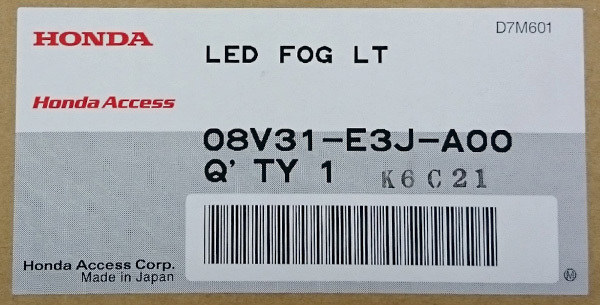 HONDA
D7M601
LED FOG LT
Honda Access
08V31-E3J-A00
Q'TY 1 K6C21
Honda Access Corp.
Made in Japan
M